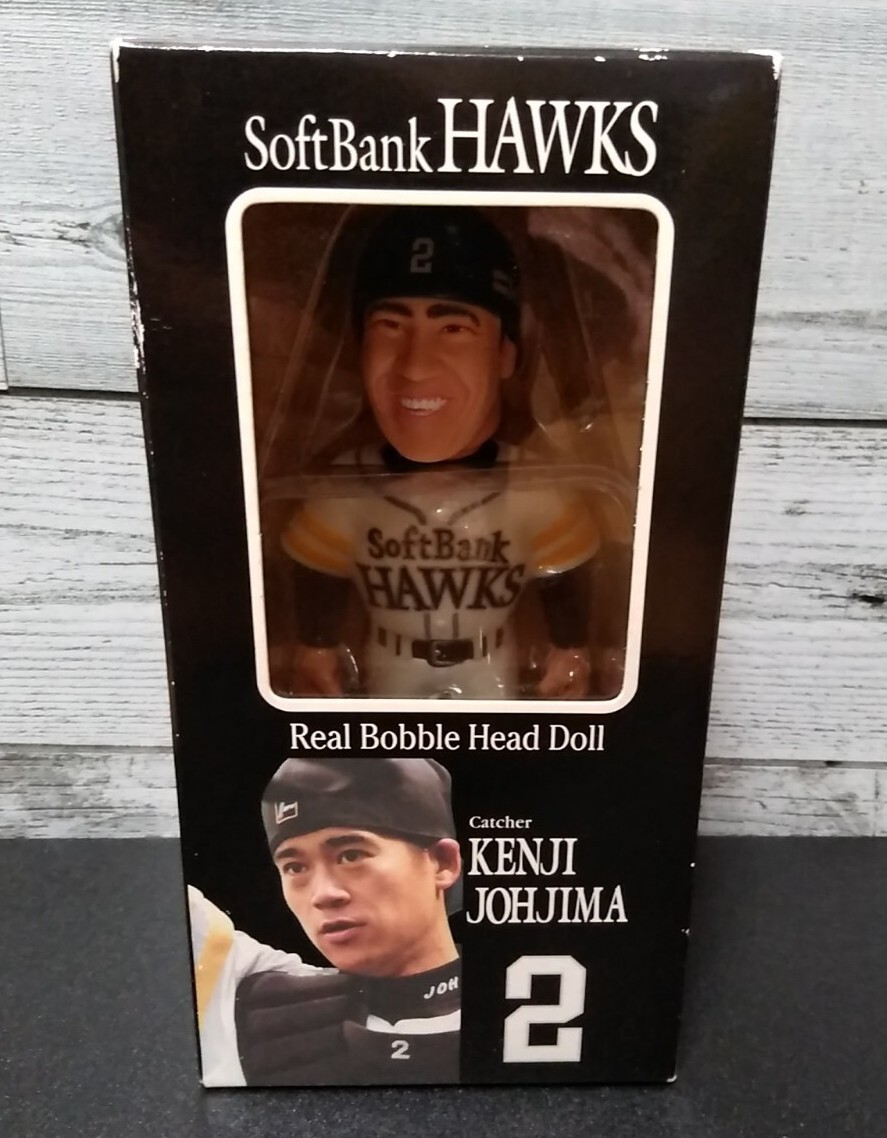 SoftBank HAWKS
2
SoftBank
HAWKS
Real Bobble Head Doll
Catcher
KENJI
JOHJIMA
JOH
2
2